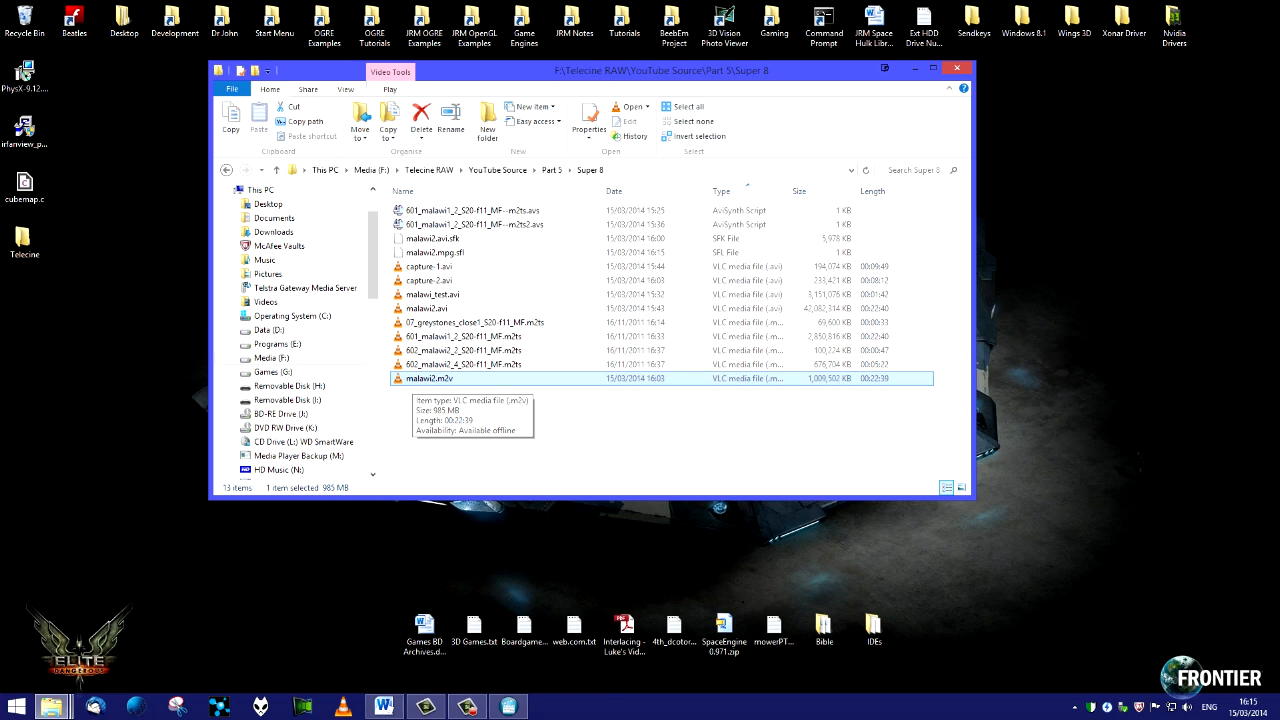 Recycle Bin
Beatles
Desktop
Development
Dr John
Start Menu
OGRE Examples
OGRE Tutorials
JRM OGRE Examples
JRM OpenGL Examples
Game Engines
JRM Notes
Tutorials
BeebEm Project
3D Vision Photo Viewer
Gaming
Command Prompt
JRM Space Hulk Lib...
Ext HDD Drive Nu...
Sendkeys
Windows 8.1
Wings 3D
Xonar Driver
Nvidia Drivers
PhysX-9.12....
irfanview_p...
cubemap.c
Telecine
Video Tools
F:\Telecine RAW\YouTube Source\Part 5\Super 8
File Home Share View Play
Copy
Paste
Cut
Copy path
Paste shortcut
Clipboard
Move to
Copy to
Delete
Rename
Organise
New folder
New item
Easy access
New
Properties
Open
Edit
History
Open
Select all
Select none
Invert selection
Select
This PC Media (F:) Telecine RAW YouTube Source Part 5 Super 8
Search Super 8
This PC
Desktop
Documents
Downloads
McAfee Vaults
Music
Pictures
Telstra Gateway Media Server
Videos
Operating System (C:)
Data (D:)
Programs (E:)
Media (F:)
Games (G:)
Removable Disk (H:)
Removable Disk (I:)
BD-RE Drive (J:)
DVD RW Drive (K:)
CD Drive (L:) WD SmartWare
Media Player Backup (M:)
HD Music (N:)
Name Date Type Size Length
601_malawi1_2_S20-f11_MF--m2ts.avs 15/03/2014 15:25 AviSynth Script 1 KB
601_malawi1_2_S20-f11_MF--m2ts2.avs 15/03/2014 15:36 AviSynth Script 1 KB
malawi2.avi.sfk 15/03/2014 16:00 SFK File 5,978 KB
malawi2.mpg.sfl 15/03/2014 16:15 SFL File 1 KB
capture-1.avi 15/03/2014 15:44 VLC media file (.avi) 194,074 KB 00:09:49
capture-2.avi 15/03/2014 16:03 VLC media file (.avi) 233,421 KB 00:08:12
malawi_test.avi 15/03/2014 15:32 VLC media file (.avi) 3,151,076 KB 00:01:42
malawi2.avi 15/03/2014 15:43 VLC media file (.avi) 42,082,314 KB 00:22:40
07_greystones_close1_S20-f11_MF.m2ts 16/11/2011 16:14 VLC media file (.m... 69,600 KB 00:00:33
601_malawi1_2_S20-f11_MF.m2ts 16/11/2011 16:33 VLC media file (.m... 2,850,816 KB 00:22:40
602_malawi2_2_S20-f11_MF.m2ts 16/11/2011 16:37 VLC media file (.m... 100,224 KB 00:00:47
602_malawi2_4_S20-f11_MF.m2ts 16/11/2011 16:37 VLC media file (.m... 676,704 KB 00:05:22
malawi2.m2v 15/03/2014 16:03 VLC media file (.m... 1,009,502 KB 00:22:39
Item type: VLC media file (.m2v)
Size: 985 MB
Length: 00:22:39
Availability: Available offline
13 items 1 item selected 985 MB
Games BD Archives.d...
3D Games.txt
Boardgame...
web.com.txt
Interlacing - Luke's Vid...
4th_dcotor...
SpaceEngine 0.971.zip
mowerPT...
Bible
IDEs
ELITE
DANGEROUS
FRONTIER
ENG
16:15
15/03/2014